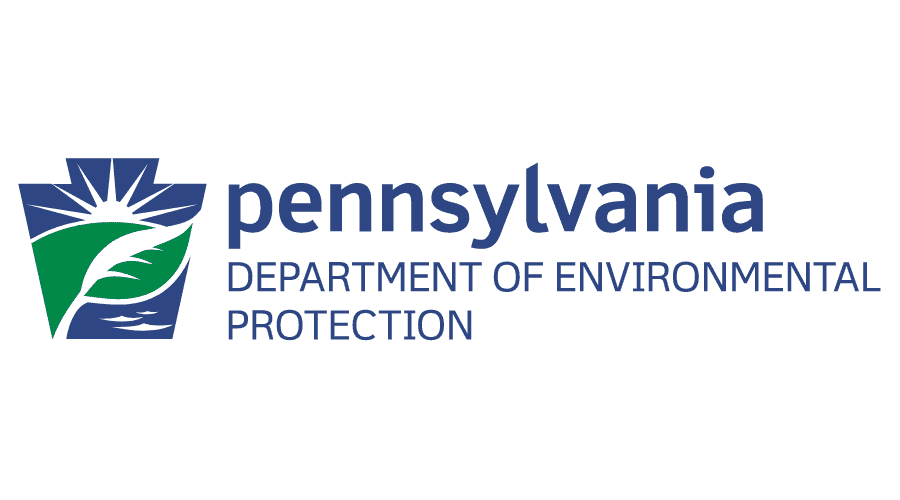 pennsylvania
DEPARTMENT OF ENVIRONMENTAL
PROTECTION